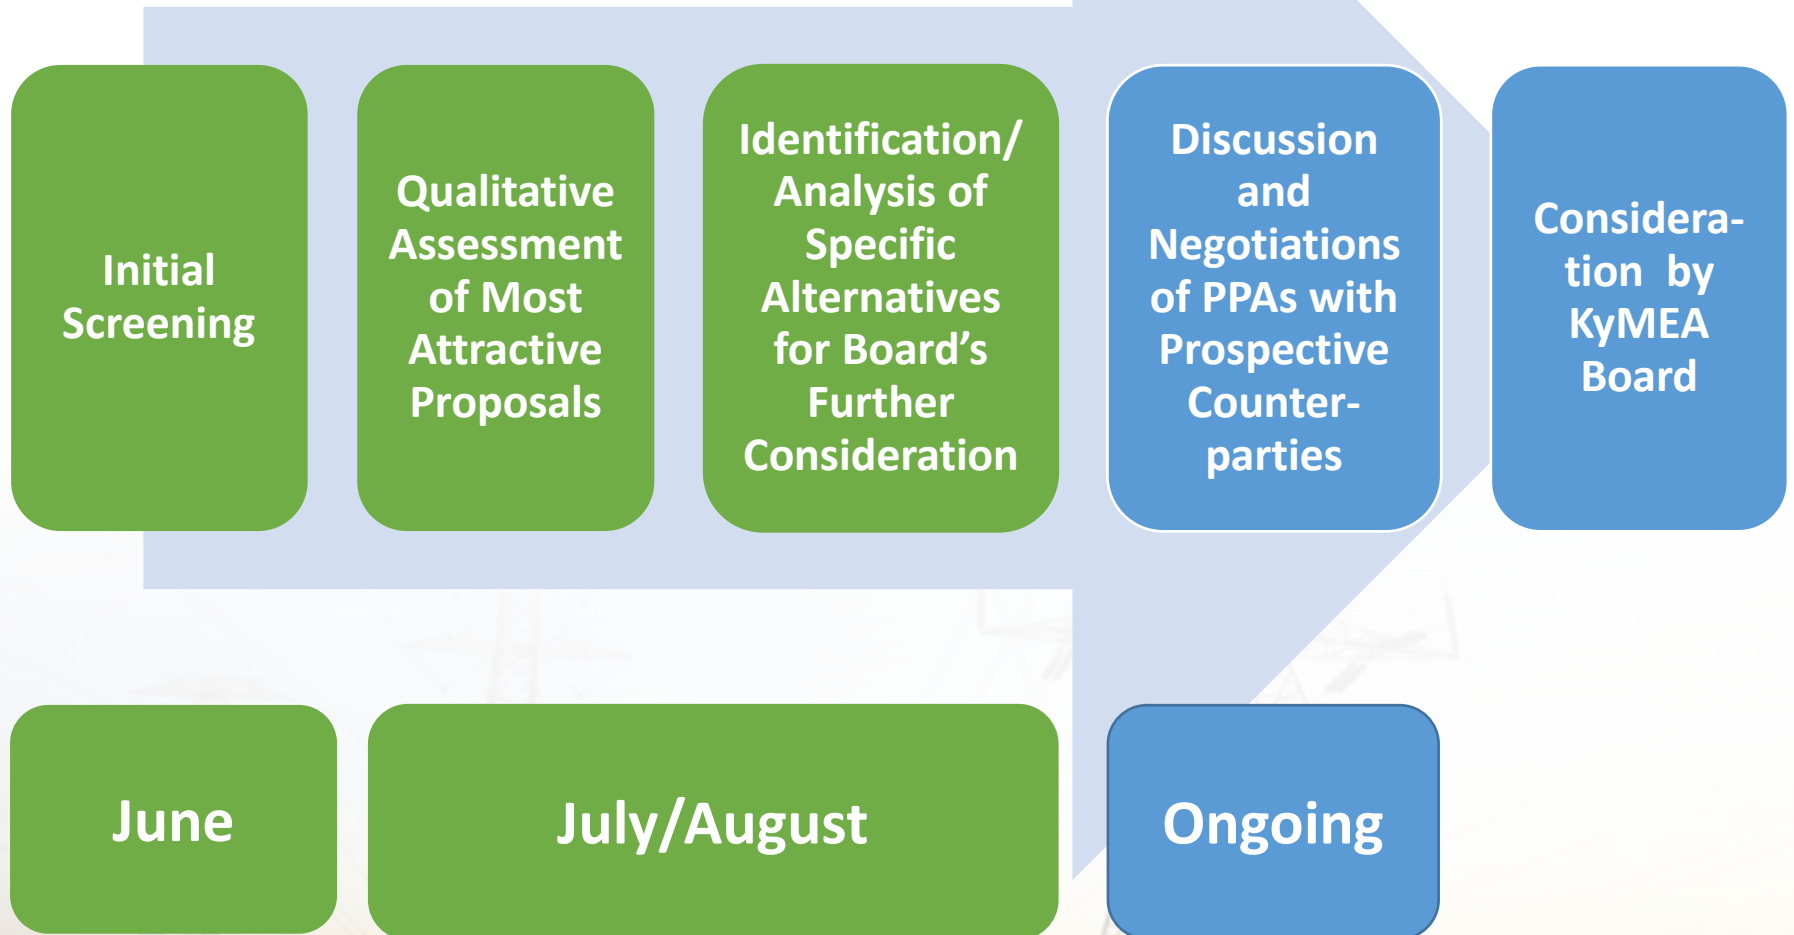 Initial
Screening
Qualitative
Assessment
of Most
Attractive
Proposals
Identification/
Analysis of
Specific
Alternatives
for Board’s
Further
Consideration
Discussion
and
Negotiations
of PPAs with
Prospective
Counter-
parties
Considera-
tion  by
KyMEA
Board
June
July/August
Ongoing